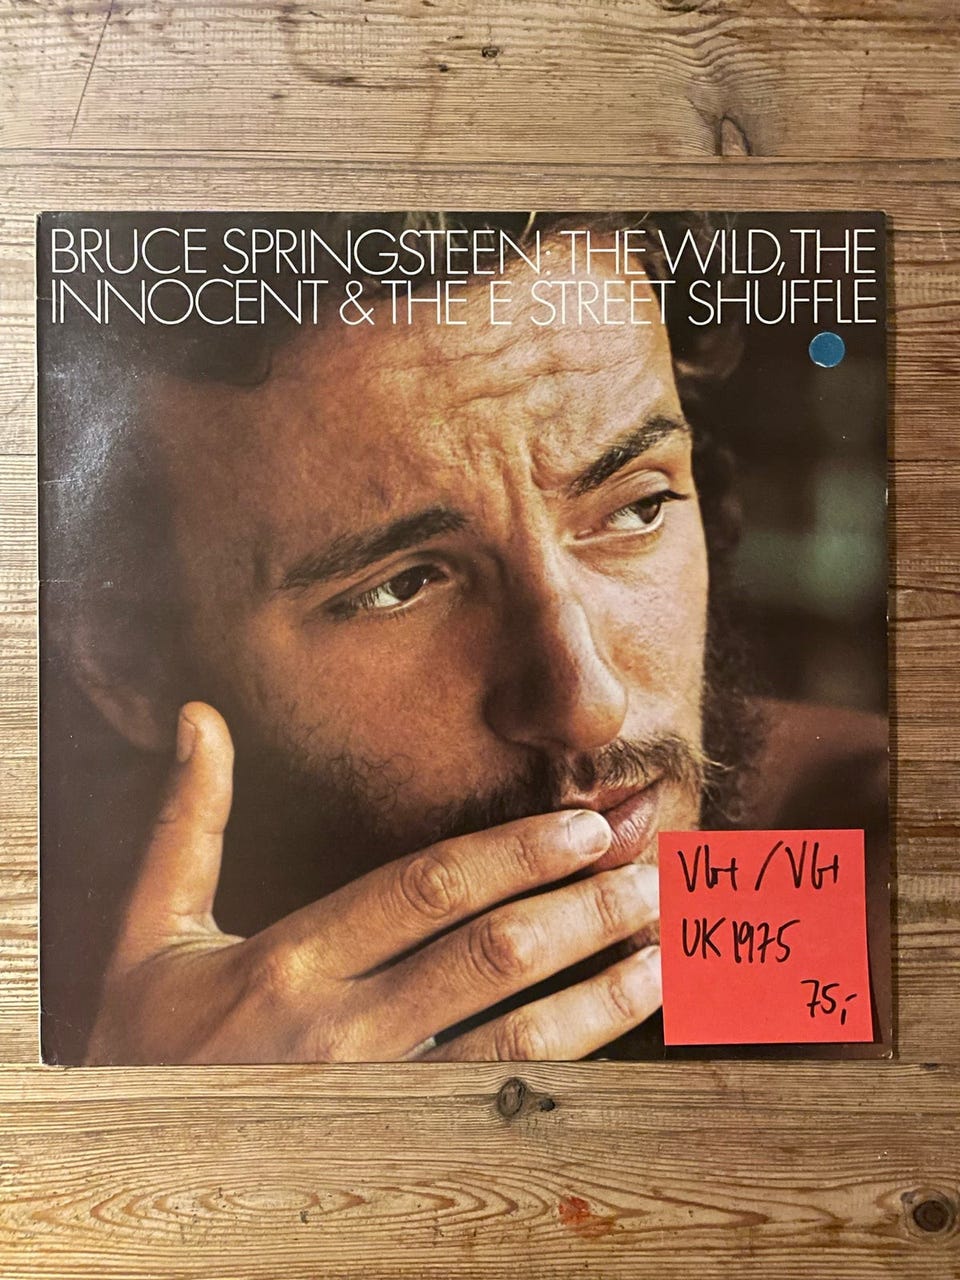 BRUCE SPRINGSTEEN: THE WILD, THE
INNOCENT & THE E STREET SHUFFLE
VG+ / VG+
UK 1975
75,-